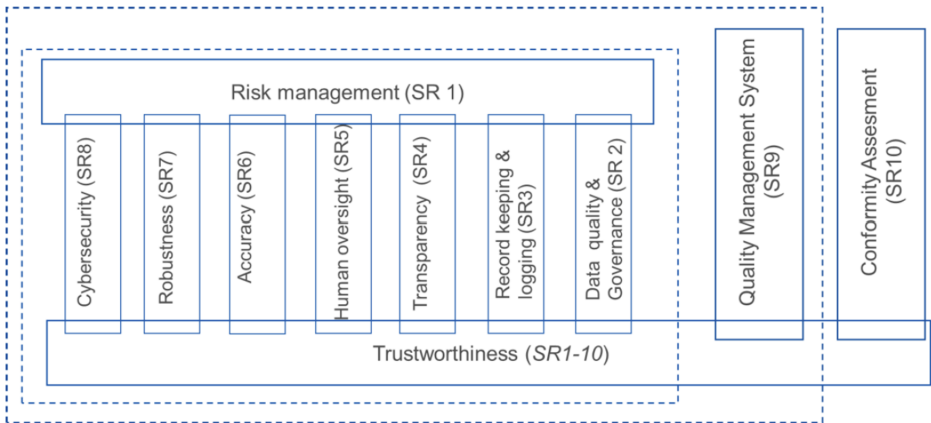 Risk management (SR 1)
Cybersecurity (SR8)
Robustness (SR7)
Accuracy (SR6)
Human oversight (SR5)
Transparency (SR4)
Record keeping &
logging (SR3)
Data quality &
Governance (SR 2)
Quality Management System
(SR9)
Conformity Assesment
(SR10)
Trustworthiness (SR1-10)